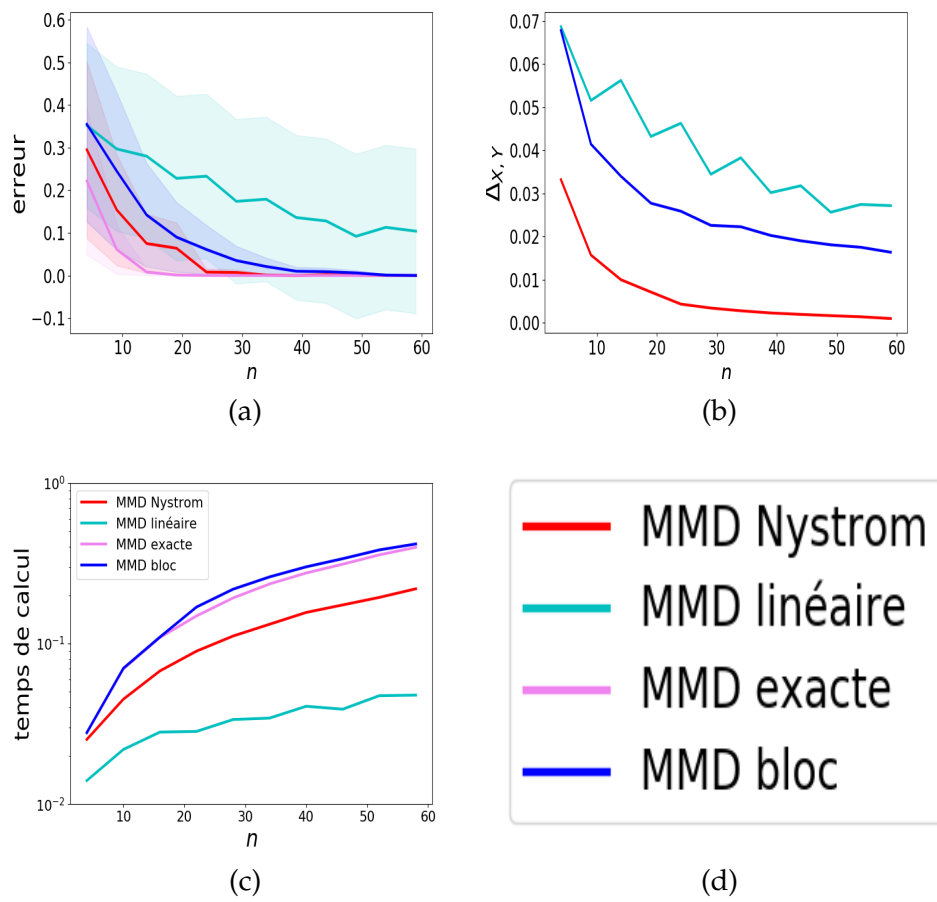 0.6
0.5
0.4
0.3
0.2
0.1
0.0
−0.1
erreur
10 20 30 40 50 60
n
(a)
0.07
0.06
0.05
0.04
0.03
0.02
0.01
0.00
ΔX, Y
10 20 30 40 50 60
n
(b)
10⁰
10⁻¹
10⁻²
temps de calcul
MMD Nystrom
MMD linéaire
MMD exacte
MMD bloc
10 20 30 40 50 60
n
(c)
MMD Nystrom
MMD linéaire
MMD exacte
MMD bloc
(d)